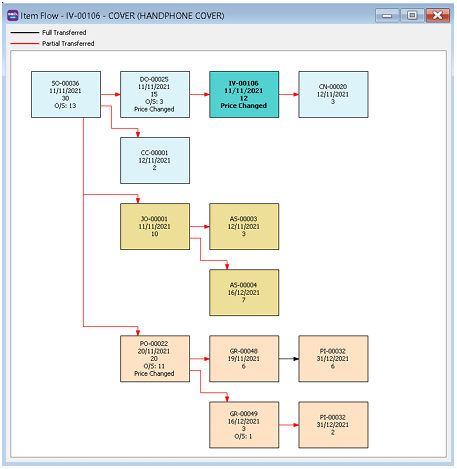 Item Flow - IV-00106 - COVER (HANDPHONE COVER)
Full Transferred
Partial Transferred
SO-00036
11/11/2021
30
O/S: 13
DO-00025
11/11/2021
15
O/S: 3
Price Changed
IV-00106
11/11/2021
12
Price Changed
CN-00020
12/11/2021
3
CC-00001
12/11/2021
2
JO-00001
11/11/2021
10
AS-00003
12/11/2021
3
AS-00004
16/12/2021
7
PO-00022
20/11/2021
20
O/S: 11
Price Changed
GR-00048
19/11/2021
6
PI-00032
31/12/2021
6
GR-00049
16/12/2021
3
O/S: 1
PI-00032
31/12/2021
2